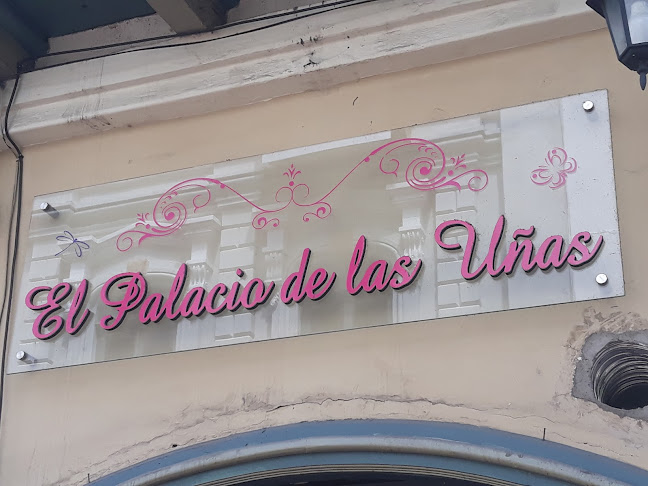 El Palacio de las Uñas